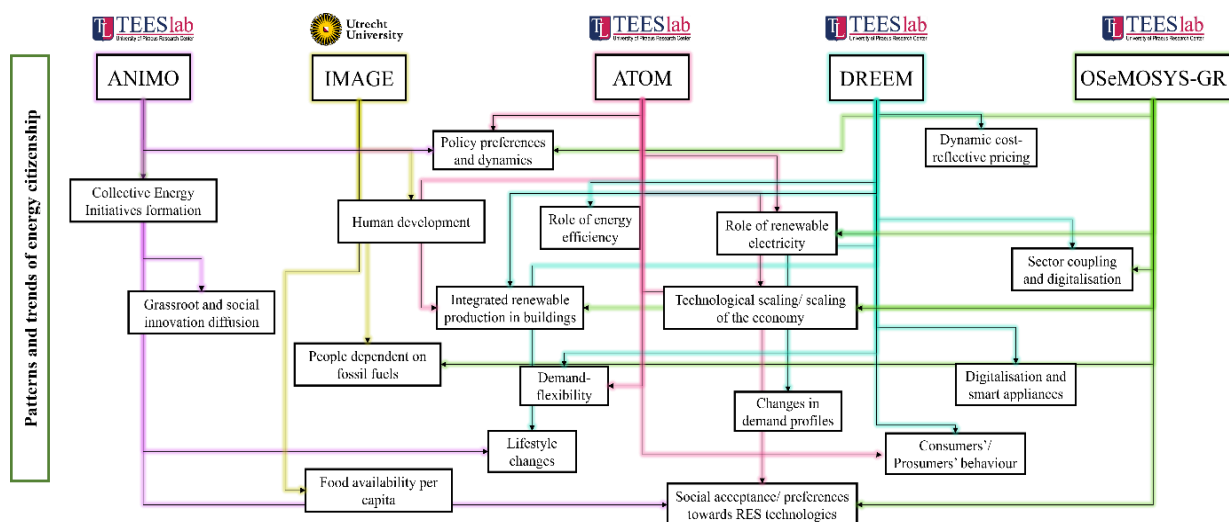 TEESlab
University of Piraeus Research Center
Utrecht
University
TEESlab
University of Piraeus Research Center
TEESlab
University of Piraeus Research Center
TEESlab
University of Piraeus Research Center
Patterns and trends of energy citizenship
ANIMO
IMAGE
ATOM
DREEM
OSeMOSYS-GR
Policy preferences
and dynamics
Dynamic cost-
reflective pricing
Collective Energy
Initiatives formation
Human development
Role of energy
efficiency
Role of renewable
electricity
Sector coupling
and digitalisation
Grassroot and social
innovation diffusion
Integrated renewable
production in buildings
Technological scaling/ scaling
of the economy
People dependent on
fossil fuels
Demand-
flexibility
Digitalisation and
smart appliances
Changes in
demand profiles
Lifestyle
changes
Consumers'/
Prosumers' behaviour
Food availability per
capita
Social acceptance/ preferences
towards RES technologies